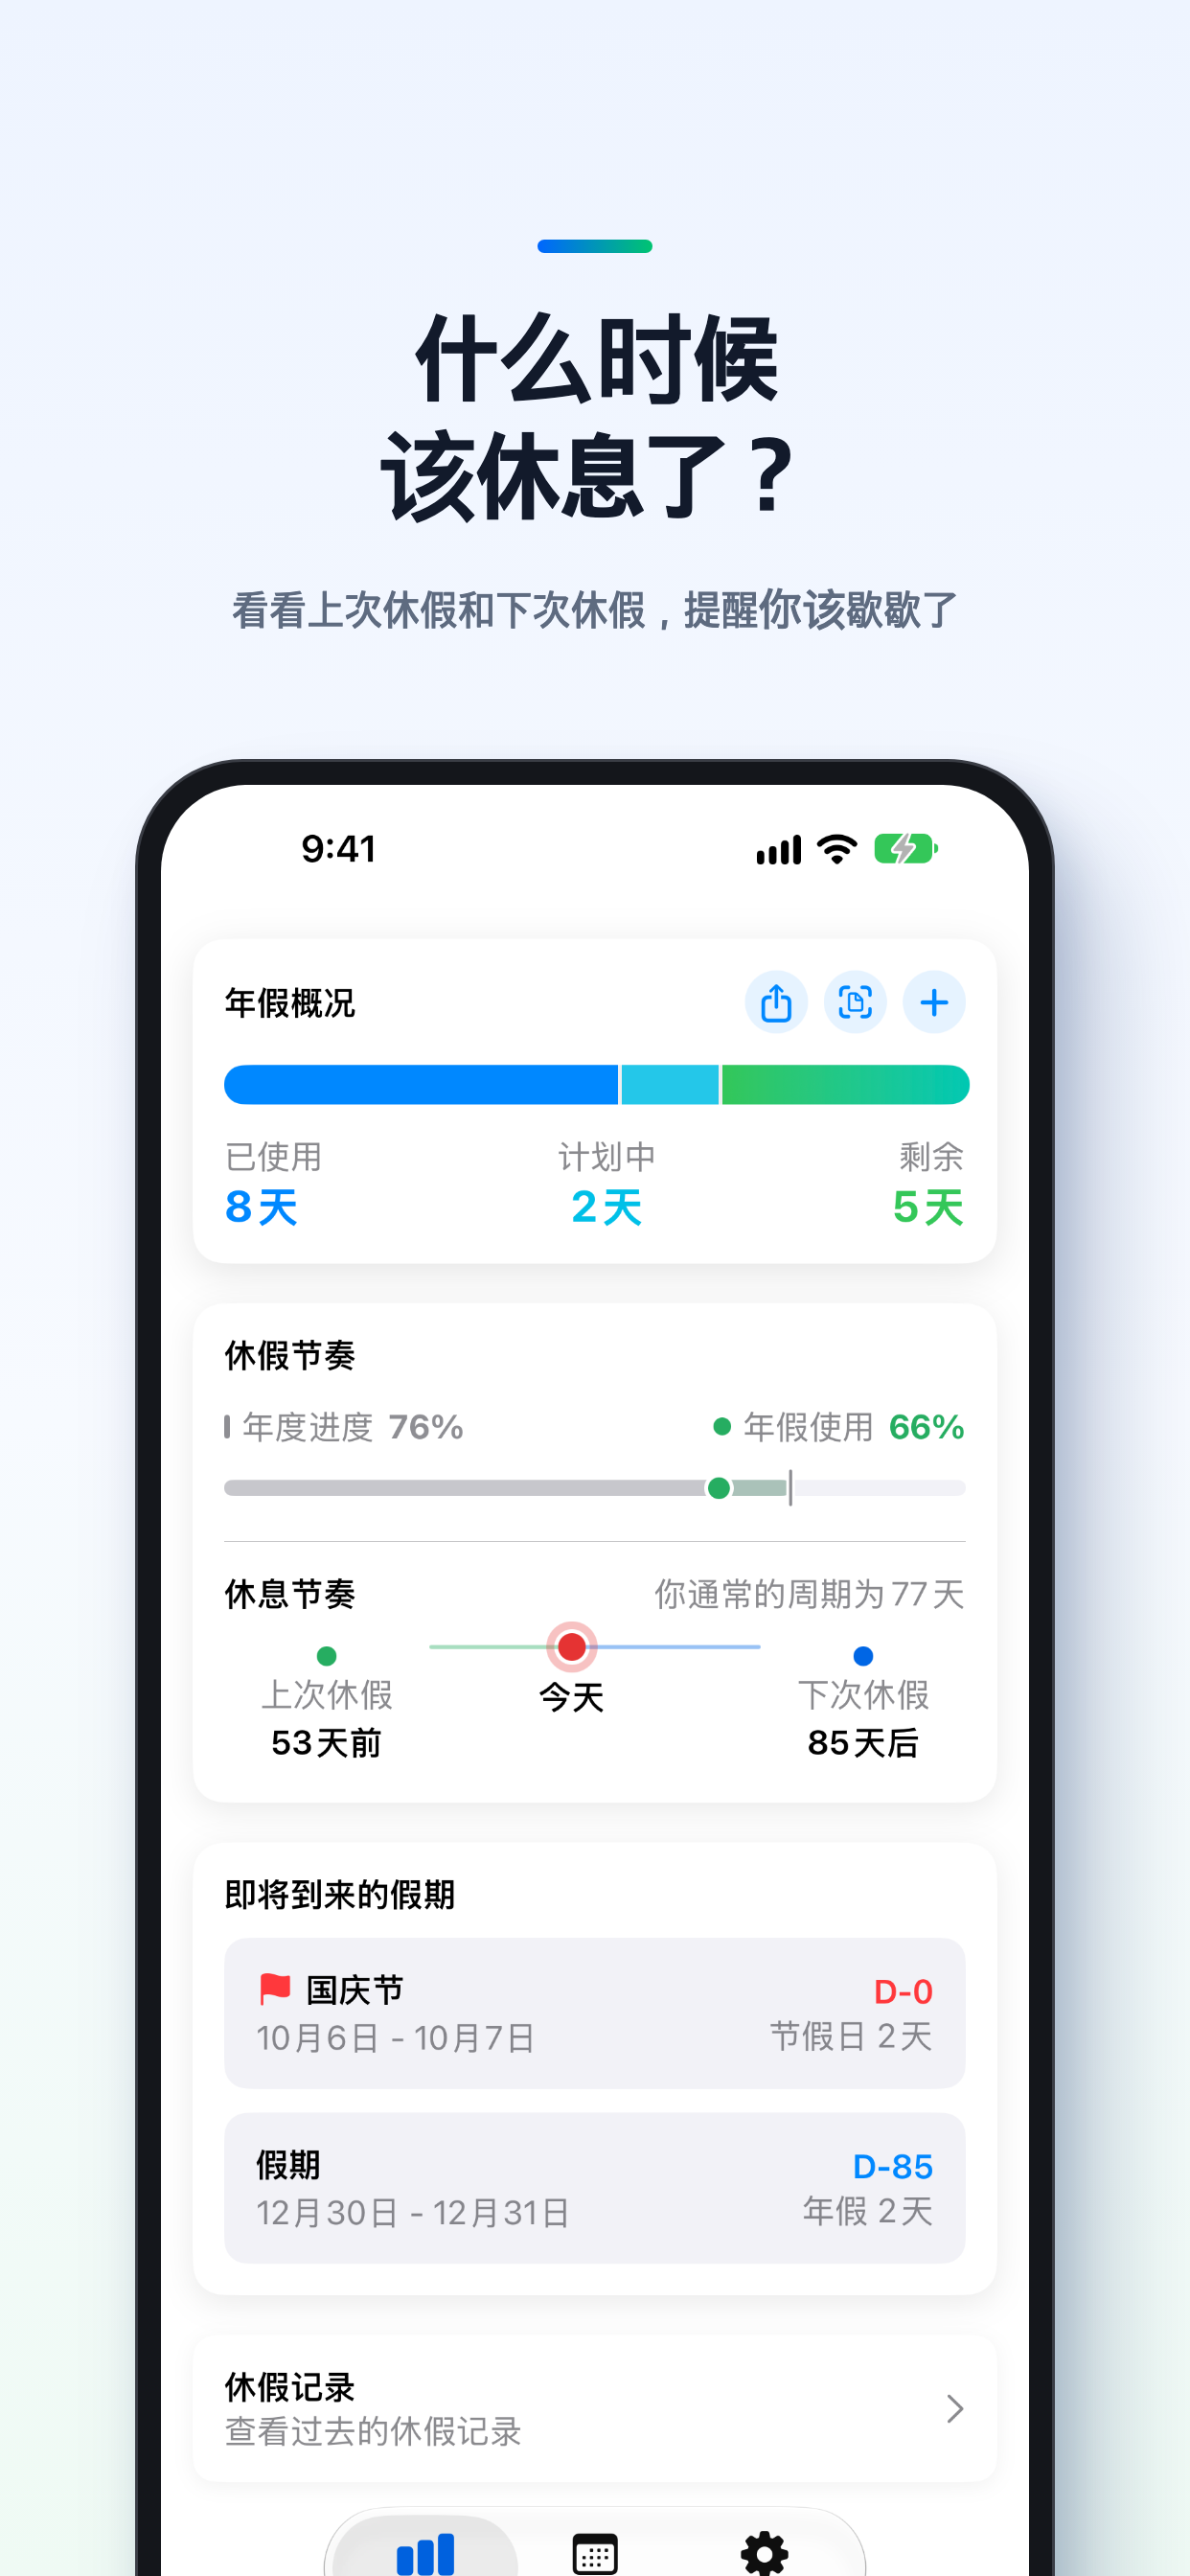 什么时候
该休息了？
看看上次休假和下次休假，提醒你该歇歇了
9:41
年假概况
已使用 计划中 剩余
8天 2天 5天
休假节奏
年度进度 76% 年假使用 66%
休息节奏 你通常的周期为77天
上次休假 今天 下次休假
53天前 85天后
即将到来的假期
国庆节 D-0
10月6日 - 10月7日 节假日 2天
假期 D-85
12月30日 - 12月31日 年假 2天
休假记录
查看过去的休假记录